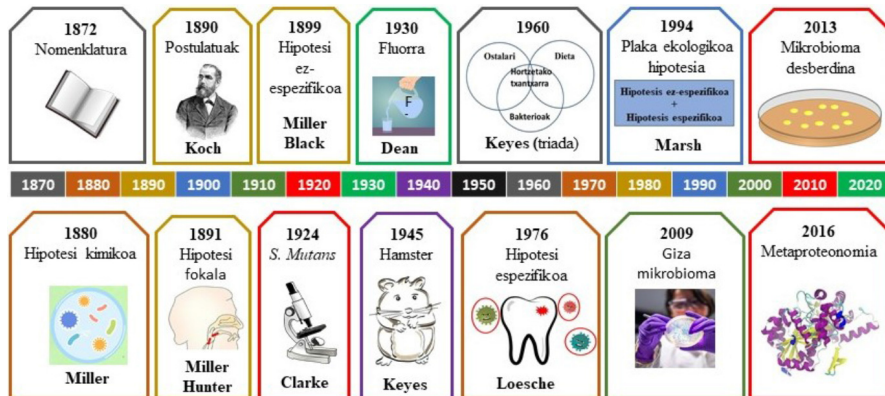 1872
Nomenklatura
1890
Postulatuak
Koch
1899
Hipotesi
ez-
espezifikoa
Miller
Black
1930
Fluorra
F
-
Dean
1960
Ostalari
Dieta
Hortzetako
txantxarra
Bakterioak
Keyes (triada)
1994
Plaka ekologikoa
hipotesia
Hipotesis ez-espezifikoa
+
Hipotesis espezifikoa
Marsh
2013
Mikrobioma
desberdina
1870 1880 1890 1900 1910 1920 1930 1940 1950 1960 1970 1980 1990 2000 2010 2020
1880
Hipotesi kimikoa
Miller
1891
Hipotesi
fokala
Miller
Hunter
1924
S. Mutans
Clarke
1945
Hamster
Keyes
1976
Hipotesi
espezifikoa
Loesche
2009
Giza
mikrobioma
2016
Metaproteonomia